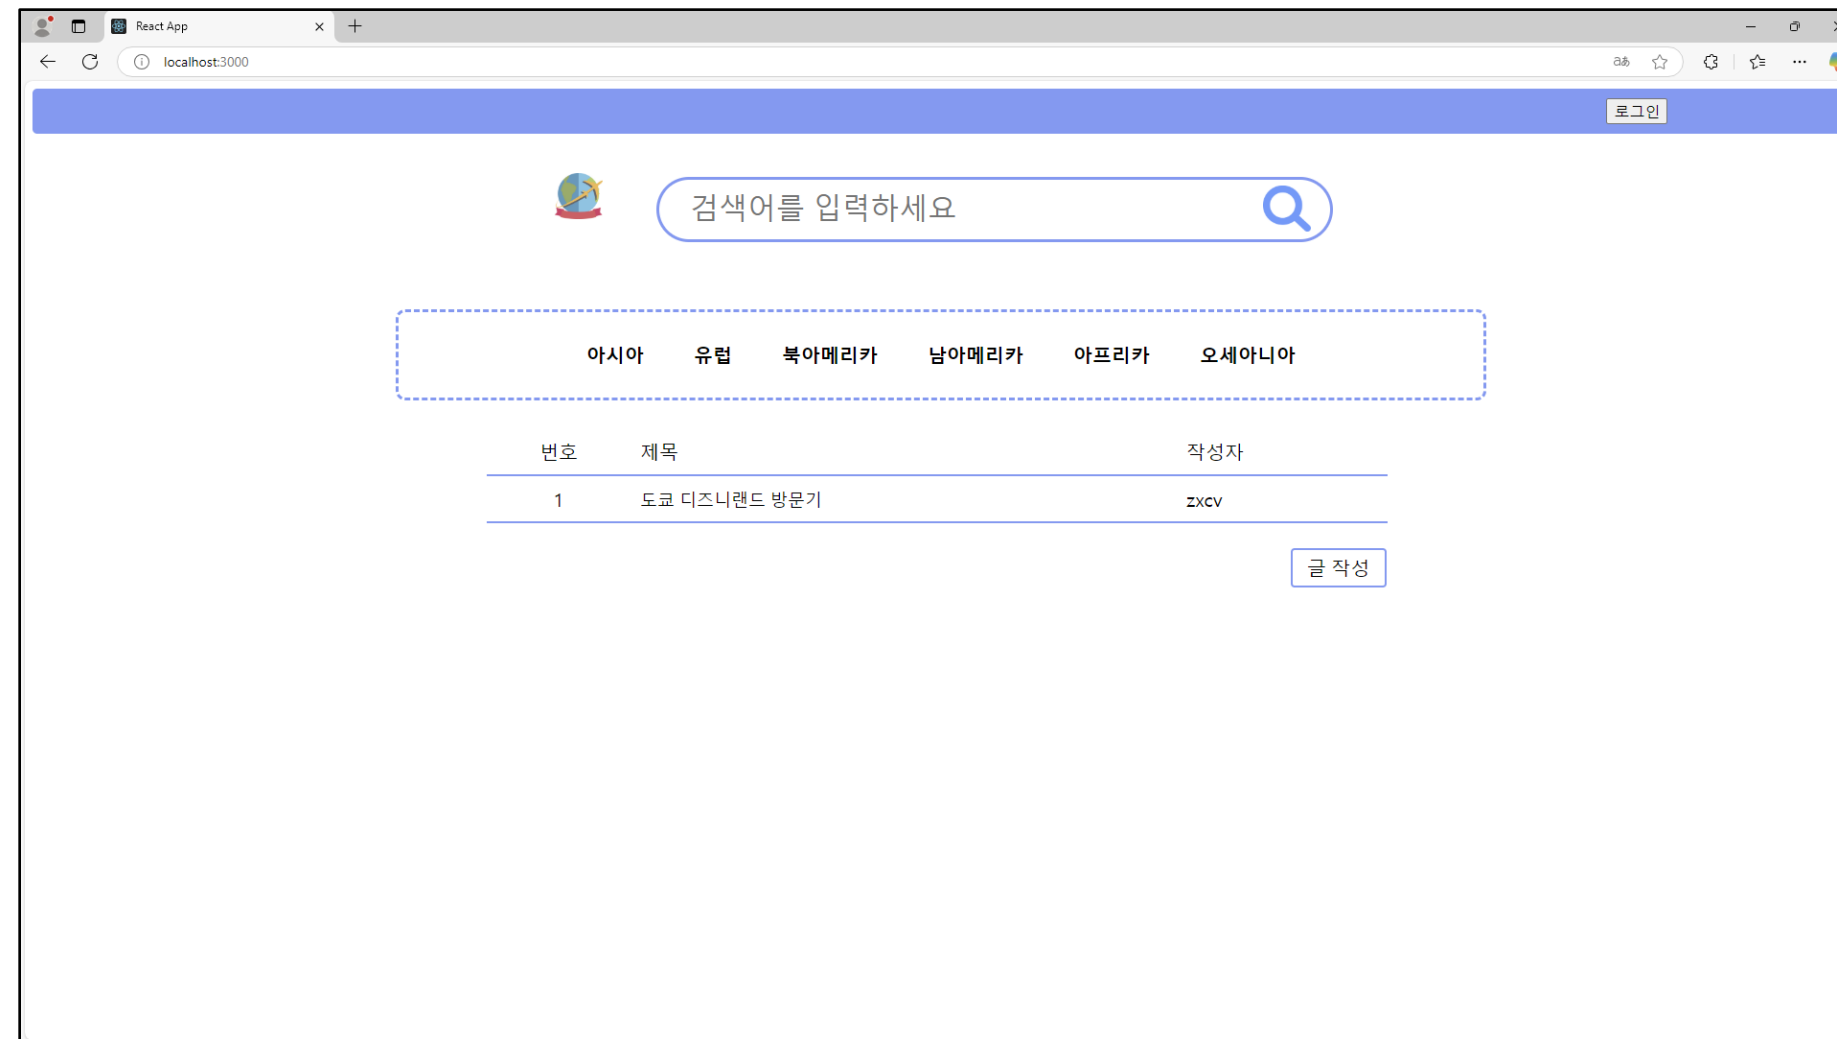 React App
localhost:3000
로그인
검색어를 입력하세요
아시아 유럽 북아메리카 남아메리카 아프리카 오세아니아
번호 제목 작성자
1 도쿄 디즈니랜드 방문기 zxcv
글 작성